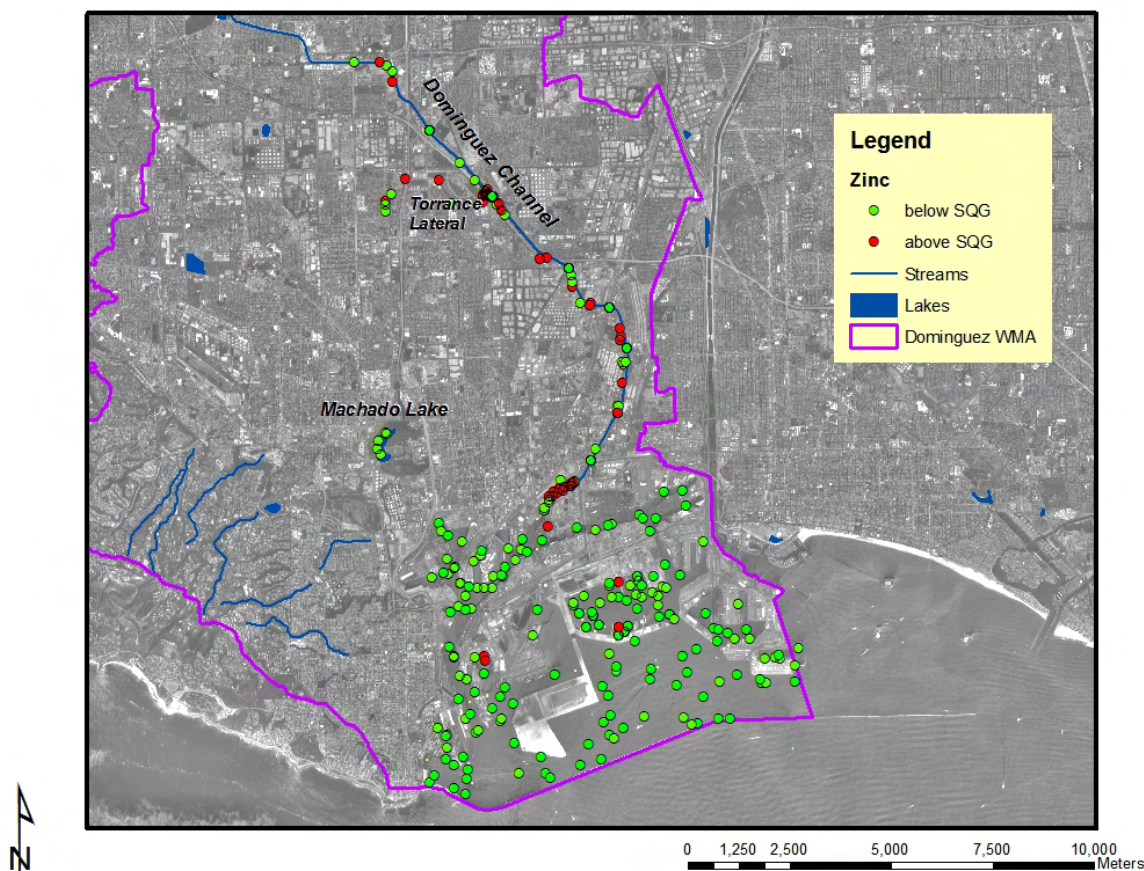 Dominguez Channel
Legend
Zinc
below SQG
above SQG
Streams
Lakes
Dominguez WMA
Torrance
Lateral
Machado Lake
N
0 1,250 2,500 5,000 7,500 10,000
Meters